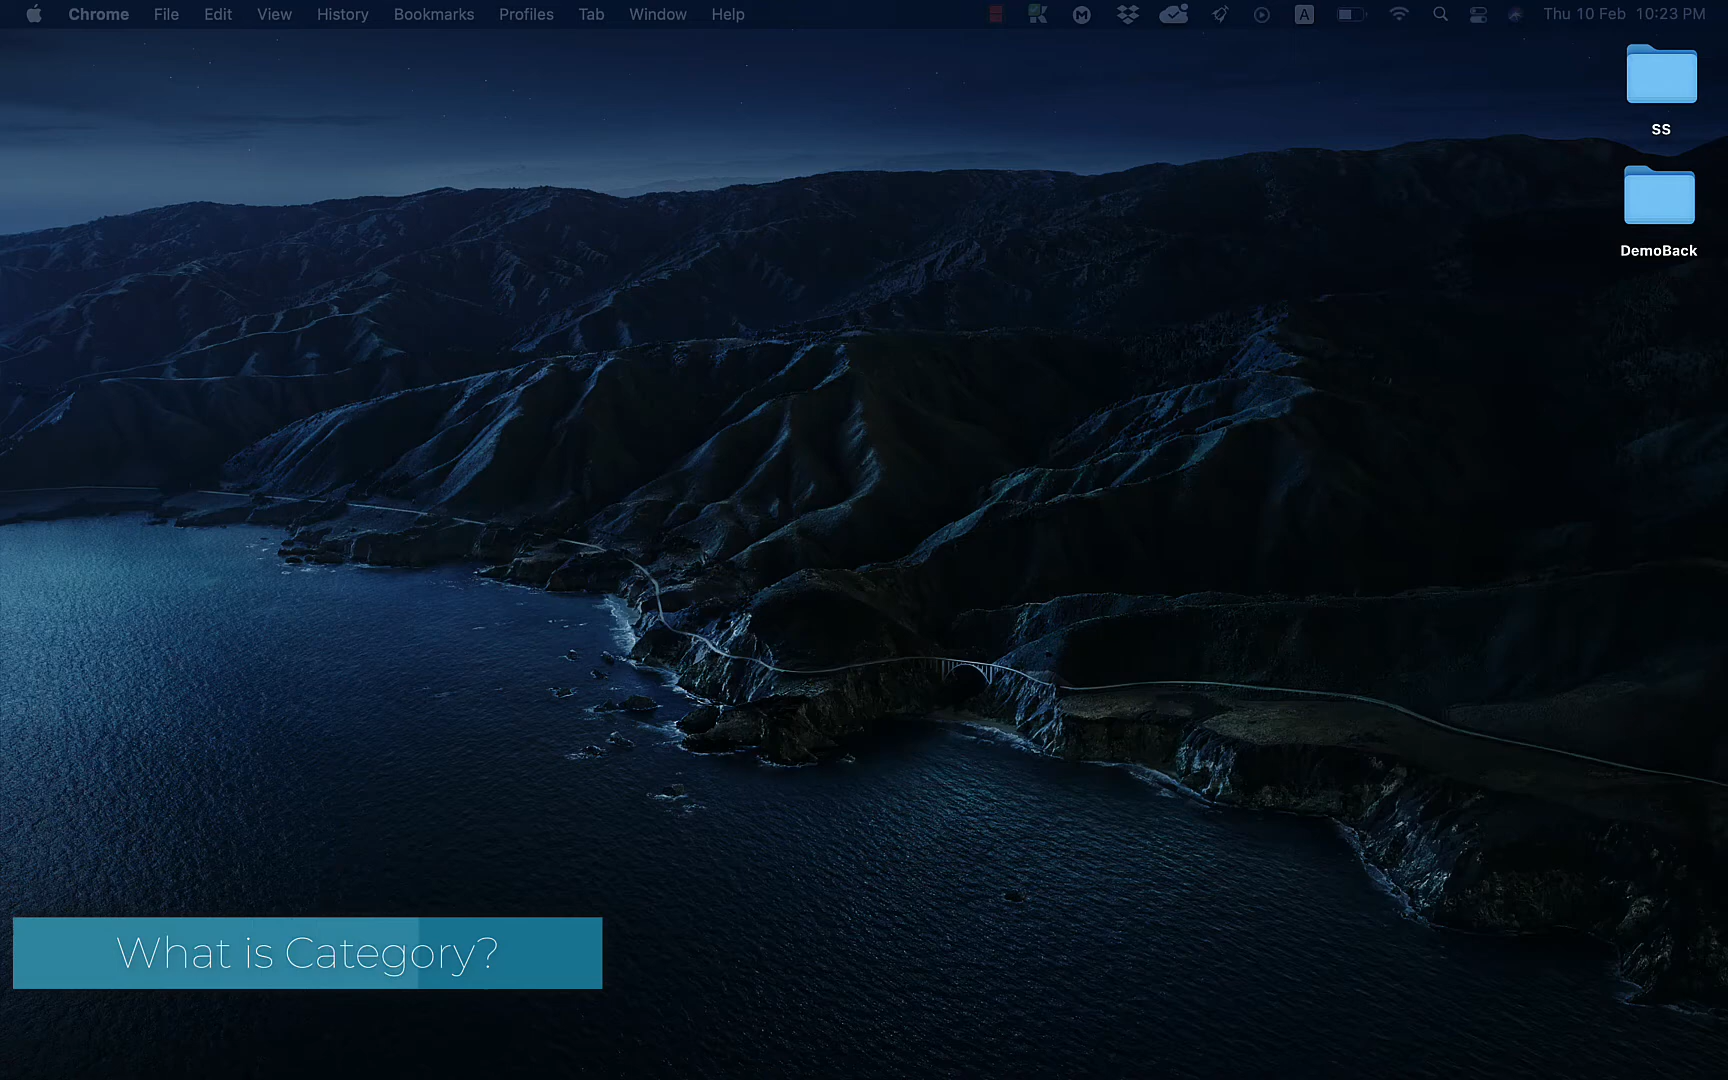 Chrome File Edit View History Bookmarks Profiles Tab Window Help A Thu 10 Feb 10:23 PM
SS
DemoBack
What is Category?